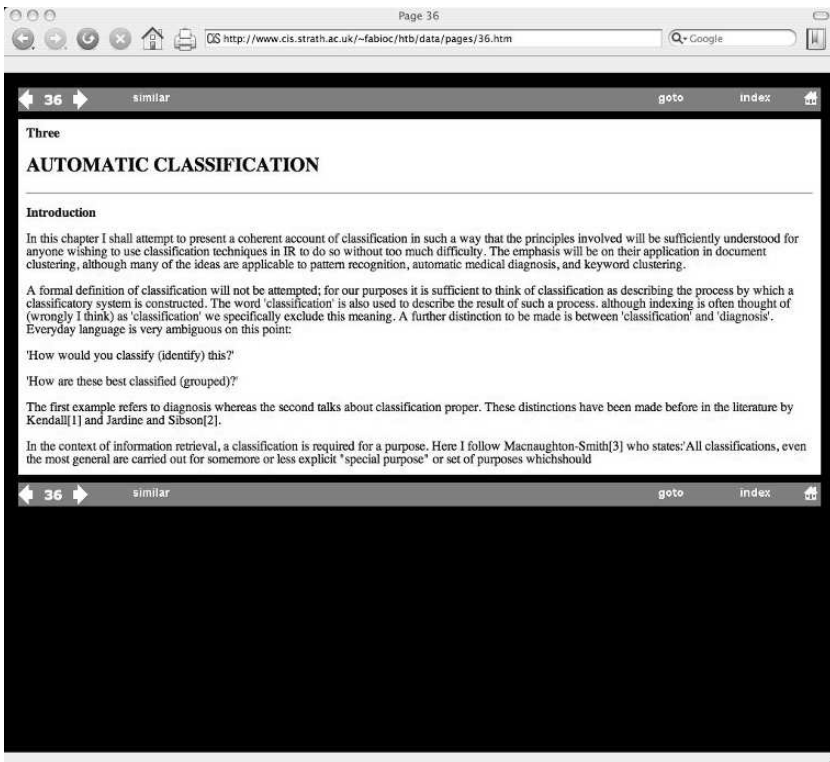 Page 36
CIS http://www.cis.strath.ac.uk/~fabioc/htb/data/pages/36.htm Q Google
36 similar goto index
Three
AUTOMATIC CLASSIFICATION
Introduction
In this chapter I shall attempt to present a coherent account of classification in such a way that the principles involved will be sufficiently understood for
anyone wishing to use classification techniques in IR to do so without too much difficulty. The emphasis will be on their application in document
clustering, although many of the ideas are applicable to pattern recognition, automatic medical diagnosis, and keyword clustering.
A formal definition of classification will not be attempted; for our purposes it is sufficient to think of classification as describing the process by which a
classificatory system is constructed. The word 'classification' is also used to describe the result of such a process. although indexing is often thought of
(wrongly I think) as 'classification' we specifically exclude this meaning. A further distinction to be made is between 'classification' and 'diagnosis'.
Everyday language is very ambiguous on this point:
'How would you classify (identify) this?'
'How are these best classified (grouped)?'
The first example refers to diagnosis whereas the second talks about classification proper. These distinctions have been made before in the literature by
Kendall[1] and Jardine and Sibson[2].
In the context of information retrieval, a classification is required for a purpose. Here I follow Macnaughton-Smith[3] who states:'All classifications, even
the most general are carried out for somemore or less explicit "special purpose" or set of purposes whichshould
36 similar goto index